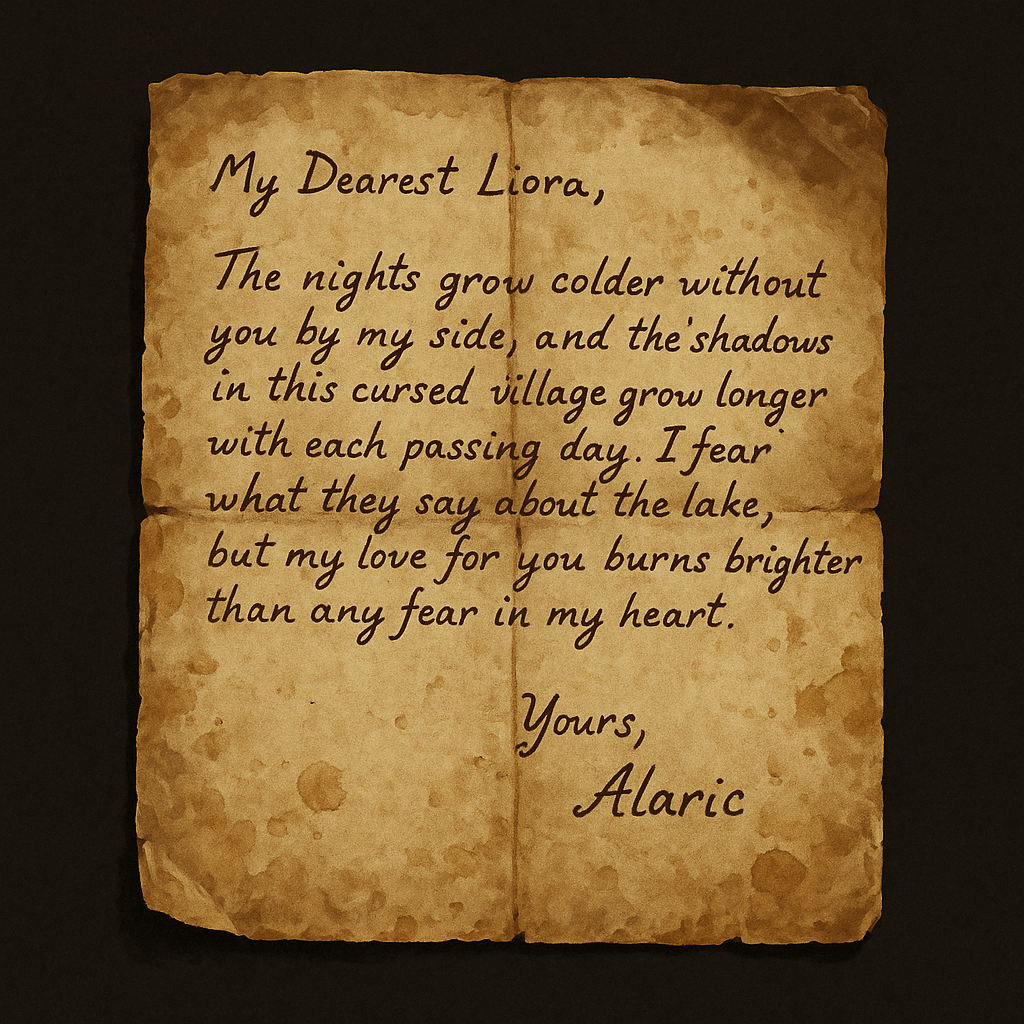 My Dearest Liora,
The nights grow colder without
you by my side, and the'shadows
in this cursed village grow longer
with each passing day. I fear
what they say about the lake,
but my love for you burns brighter
than any fear in my heart.
Yours,
Alaric